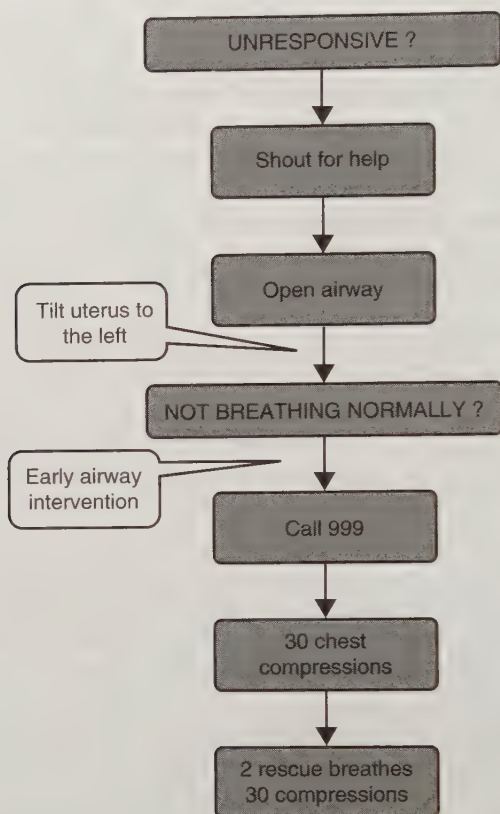 UNRESPONSIVE ?
Shout for help
Open airway
Tilt uterus to
the left
NOT BREATHING NORMALLY ?
Early airway
intervention
Call 999
30 chest
compressions
2 rescue breathes
30 compressions